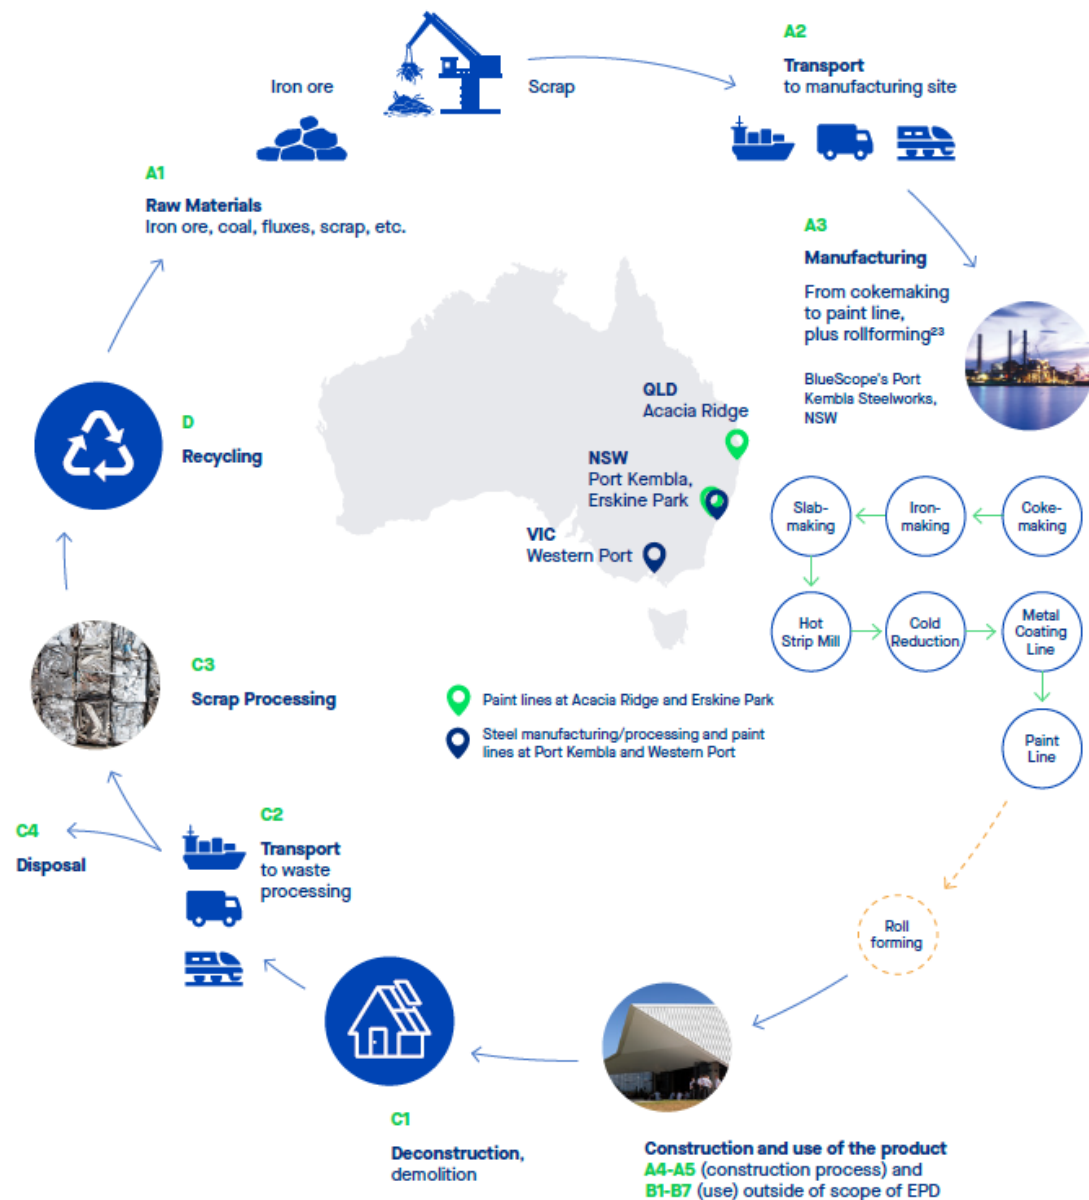 Iron ore
Scrap
A2
Transport
to manufacturing site
A1
Raw Materials
Iron ore, coal, fluxes, scrap, etc.
A3
Manufacturing
From cokemaking
to paint line,
plus rollforming²³
BlueScope's Port
Kembla Steelworks,
NSW
QLD
Acacia Ridge
NSW
Port Kembla,
Erskine Park
VIC
Western Port
D
Recycling
Slab-
making
Iron-
making
Coke-
making
Hot
Strip Mill
Cold
Reduction
Metal
Coating
Line
Paint
Line
C3
Scrap Processing
Paint lines at Acacia Ridge and Erskine Park
Steel manufacturing/processing and paint
lines at Port Kembla and Western Port
C4
Disposal
C2
Transport
to waste
processing
Roll
forming
C1
Deconstruction,
demolition
Construction and use of the product
A4-A5 (construction process) and
B1-B7 (use) outside of scope of EPD